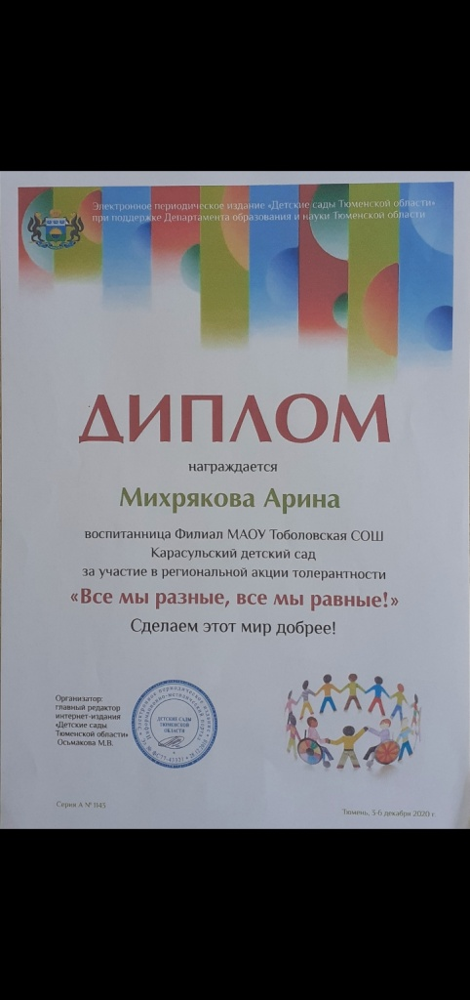 Электронное периодическое издание «Детские сады Тюменской области»
при поддержке Департамента образования и науки Тюменской области
ДИПЛОМ
награждается
Михрякова Арина
воспитанница Филиал МАОУ Тоболовская СОШ
Карасульский детский сад
за участие в региональной акции толерантности
«Все мы разные, все мы равные!»
Сделаем этот мир добрее!
Организатор:
главный редактор
интернет-издания
«Детские сады
Тюменской области»
Осьмакова М.В.
ДЕТСКИЕ САДЫ
ТЮМЕНСКОЙ
ОБЛАСТИ
Серия А № 1143
Тюмень, 5-6 декабря 2020 г.